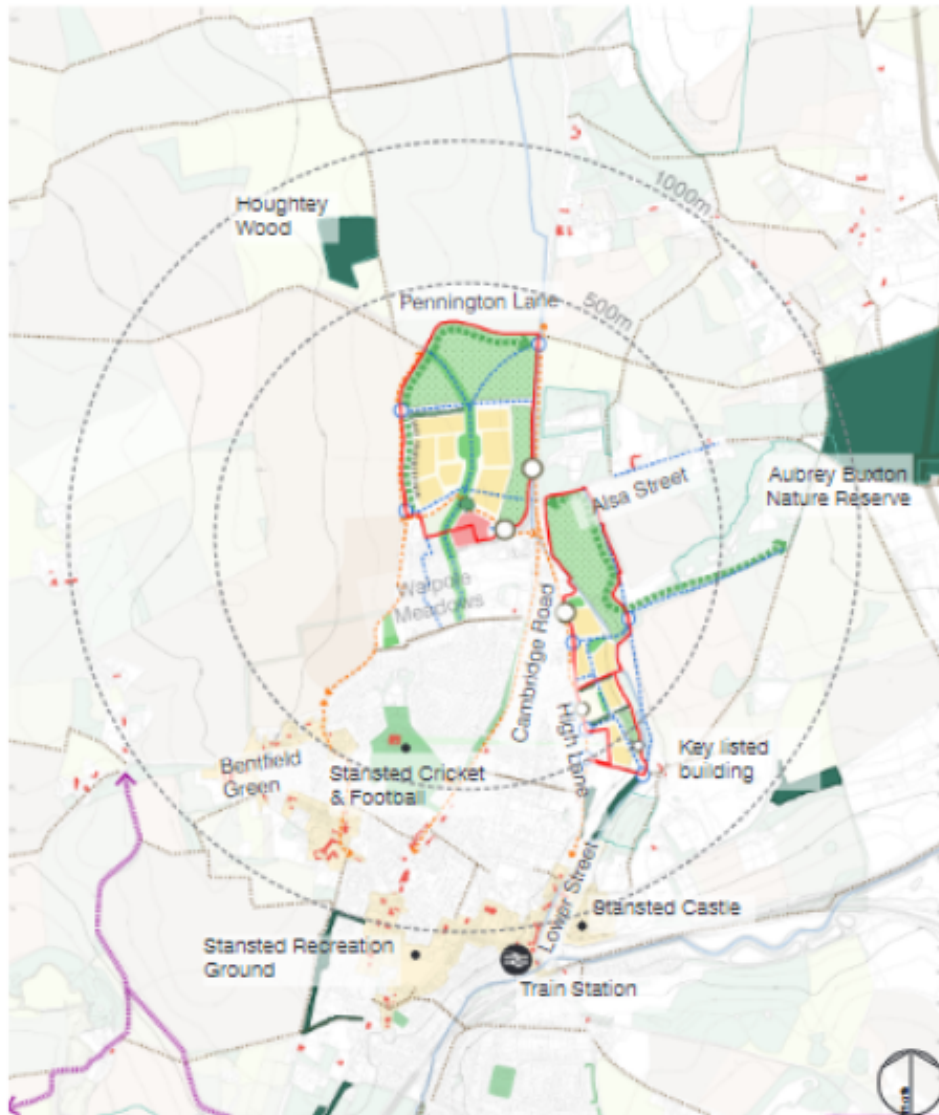 1000m
Houghtey
Wood
500m
Pennington Lane
Alsa Street
Aubrey Buxton
Nature Reserve
Walpole
Meadows
Cambridge Road
High Lane
Key listed
building
Bentfield
Green
Stansted Cricket
& Football
Lower Street
Stansted Castle
Stansted Recreation
Ground
Train Station